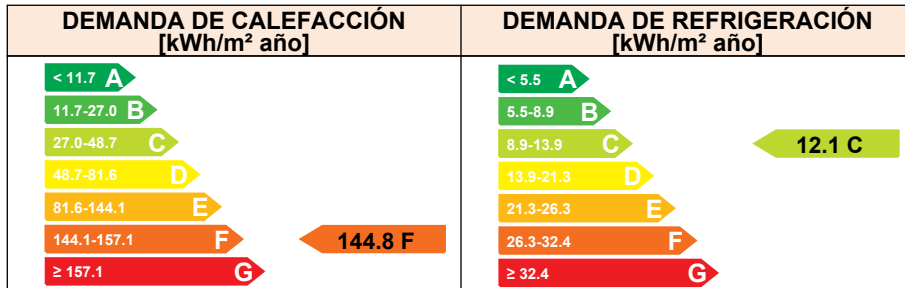 DEMANDA DE CALEFACCIÓN
[kWh/m² año]
< 11.7 A
11.7-27.0 B
27.0-48.7 C
48.7-81.6 D
81.6-144.1 E
144.1-157.1 F
144.8 F
≥ 157.1 G
DEMANDA DE REFRIGERACIÓN
[kWh/m² año]
< 5.5 A
5.5-8.9 B
8.9-13.9 C
12.1 C
13.9-21.3 D
21.3-26.3 E
26.3-32.4 F
≥ 32.4 G